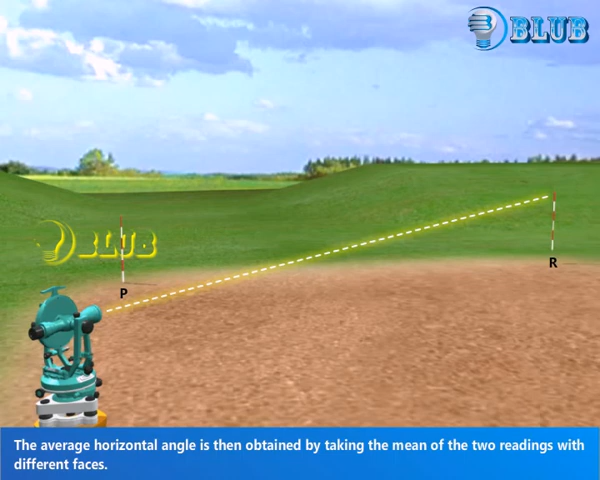 BLUB
BLUB
P
R
The average horizontal angle is then obtained by taking the mean of the two readings with
different faces.